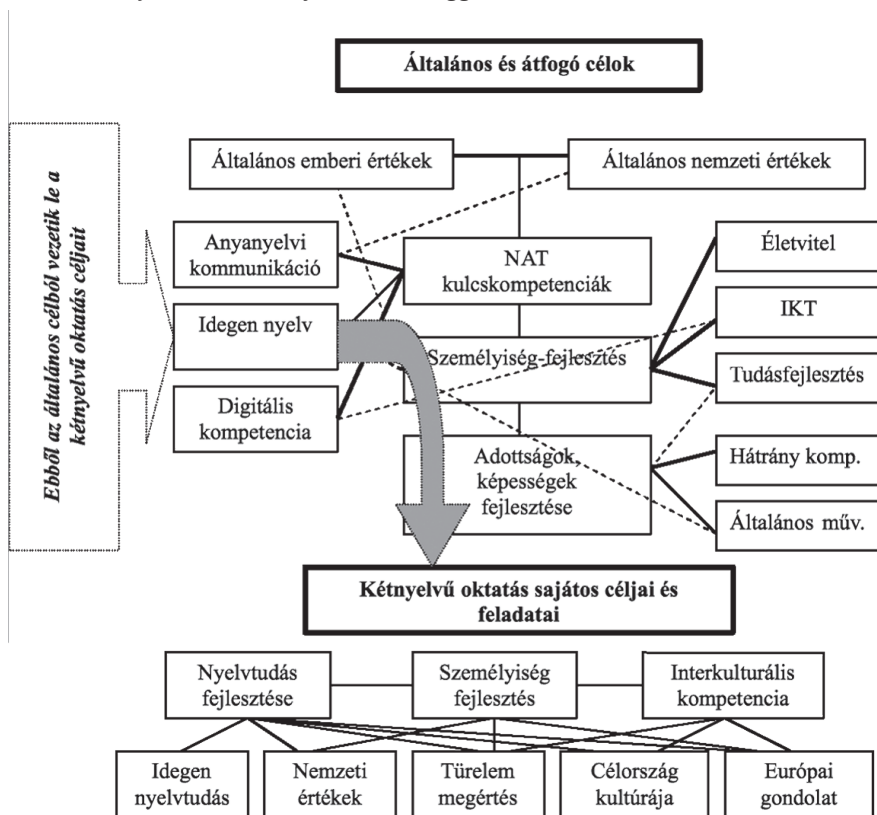 Általános és átfogó célok
Ebből az általános célból vezetik le a
kétnyelvű oktatás céljait
Általános emberi értékek
Általános nemzeti értékek
Anyanyelvi
kommunikáció
Idegen nyelv
Digitális
kompetencia
NAT
kulcskompetenciák
Személyiség-fejlesztés
Adottságok,
képességek
fejlesztése
Életvitel
IKT
Tudásfejlesztés
Hátrány komp.
Általános műv.
Kétnyelvű oktatás sajátos céljai és
feladatai
Nyelvtudás
fejlesztése
Személyiség
fejlesztés
Interkulturális
kompetencia
Idegen
nyelvtudás
Nemzeti
értékek
Türelem
megértés
Célország
kultúrája
Európai
gondolat